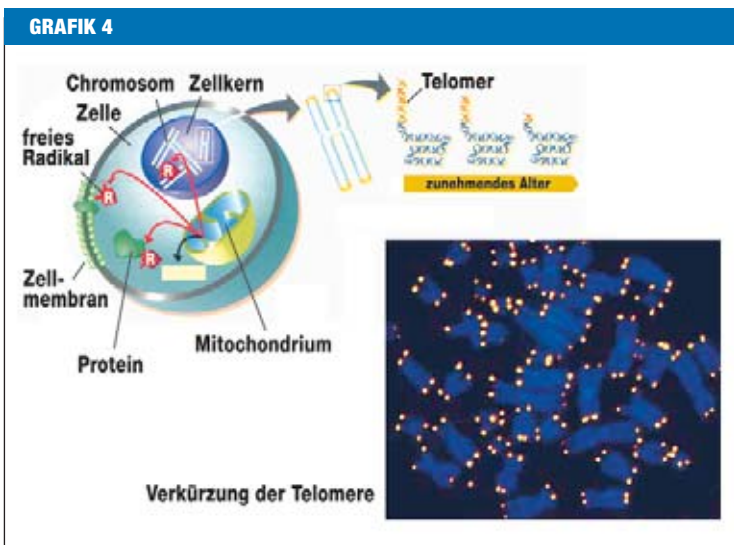 GRAFIK 4
Chromosom Zellkern
Zelle
freies
Radikal
Telomer
zunehmendes Alter
R
R
R
Zell-
membran
Protein
Mitochondrium
Verkürzung der Telomere